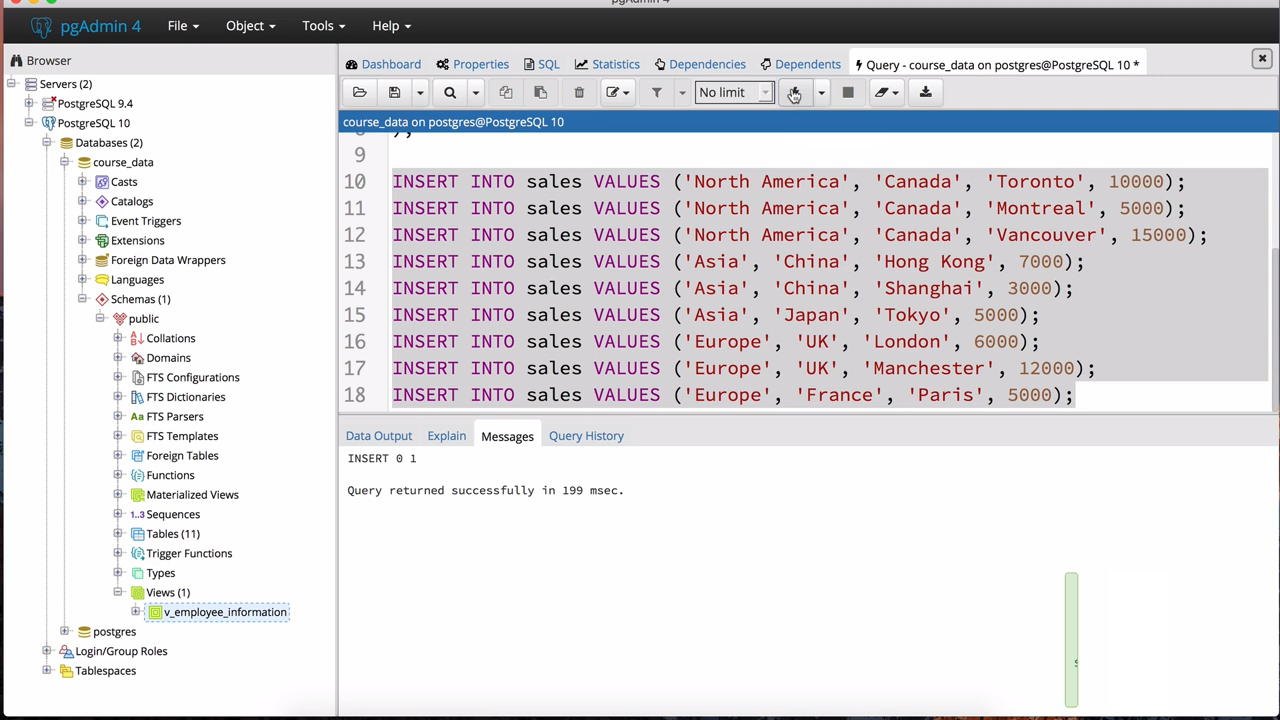 pgAdmin 4
File
Object
Tools
Help
Browser
Dashboard
Properties
SQL
Statistics
Dependencies
Dependents
Query - course_data on postgres@PostgreSQL 10 *
No limit
course_data on postgres@PostgreSQL 10
Servers (2)
PostgreSQL 9.4
PostgreSQL 10
Databases (2)
course_data
Casts
Catalogs
Event Triggers
Extensions
Foreign Data Wrappers
Languages
Schemas (1)
public
Collations
Domains
FTS Configurations
FTS Dictionaries
FTS Parsers
FTS Templates
Foreign Tables
Functions
Materialized Views
Sequences
Tables (11)
Trigger Functions
Types
Views (1)
v_employee_information
postgres
Login/Group Roles
Tablespaces
9
10 INSERT INTO sales VALUES ('North America', 'Canada', 'Toronto', 10000);
11 INSERT INTO sales VALUES ('North America', 'Canada', 'Montreal', 5000);
12 INSERT INTO sales VALUES ('North America', 'Canada', 'Vancouver', 15000);
13 INSERT INTO sales VALUES ('Asia', 'China', 'Hong Kong', 7000);
14 INSERT INTO sales VALUES ('Asia', 'China', 'Shanghai', 3000);
15 INSERT INTO sales VALUES ('Asia', 'Japan', 'Tokyo', 5000);
16 INSERT INTO sales VALUES ('Europe', 'UK', 'London', 6000);
17 INSERT INTO sales VALUES ('Europe', 'UK', 'Manchester', 12000);
18 INSERT INTO sales VALUES ('Europe', 'France', 'Paris', 5000);
Data Output
Explain
Messages
Query History
INSERT 0 1
Query returned successfully in 199 msec.